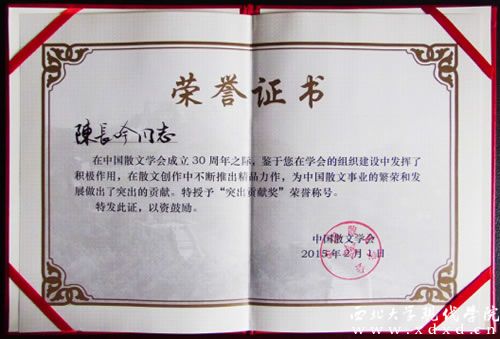 荣誉证书
陳長吟同志
在中国散文学会成立30周年之际，鉴于您在学会的组织建设中发挥了
积极作用，在散文创作中不断推出精品力作，为中国散文事业的繁荣和
发展做出了突出的贡献。特授予“突出贡献奖”荣誉称号。
特发此证，以资鼓励。
中国散文学会
2015年2月1日
西北大学现代学院
www.xdxd.cn